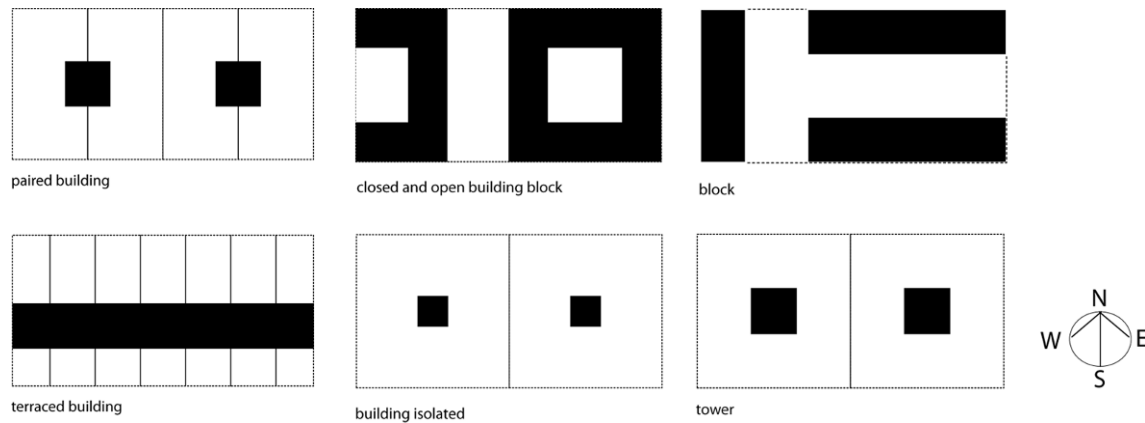 paired building
closed and open building block
block
terraced building
building isolated
tower
N
W
E
S